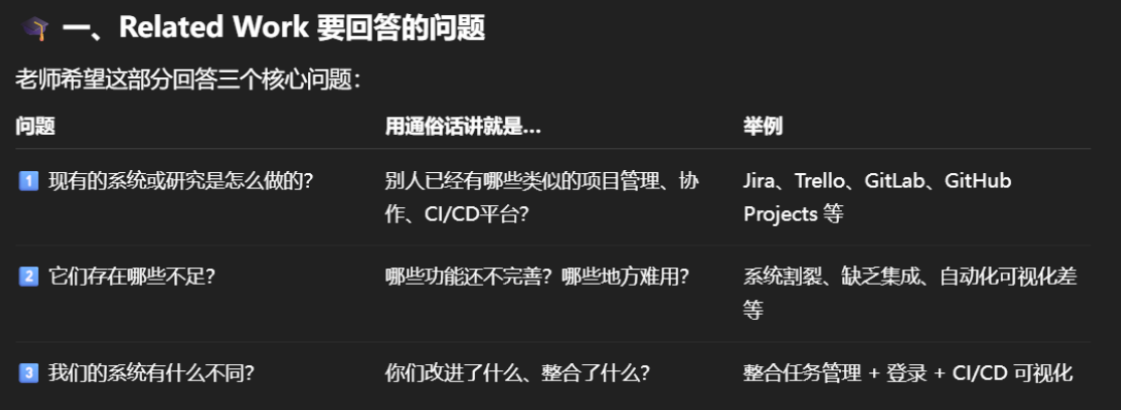 🎓 一、Related Work 要回答的问题
老师希望这部分回答三个核心问题：
问题 用通俗话讲就是... 举例
1️⃣ 现有的系统或研究是怎么做的？ 别人已经有哪些类似的项目管理、协 Jira、Trello、GitLab、GitHub
作、CI/CD平台？ Projects 等
2️⃣ 它们存在哪些不足？ 哪些功能还不完善？哪些地方难用？ 系统割裂、缺乏集成、自动化可视化差
等
3️⃣ 我们的系统有什么不同？ 你们改进了什么、整合了什么？ 整合任务管理 + 登录 + CI/CD 可视化